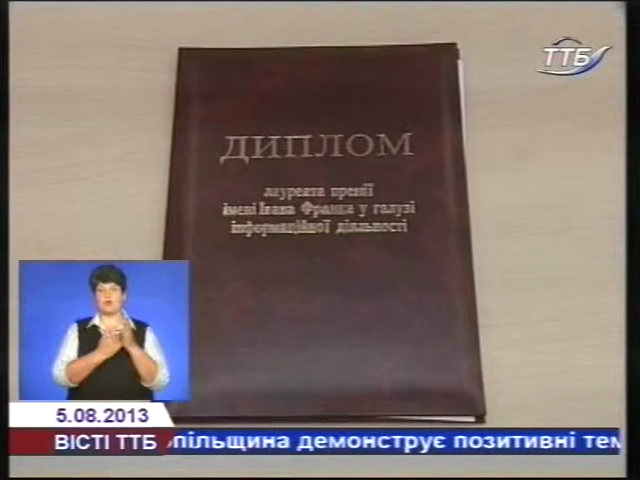 ТТБ
ДИПЛОМ
лауреата премії
імені Івана Франка у галузі
інформаційної діяльності
5.08.2013
ВІСТІ ТТБ
пільщина демонструє позитивні тем